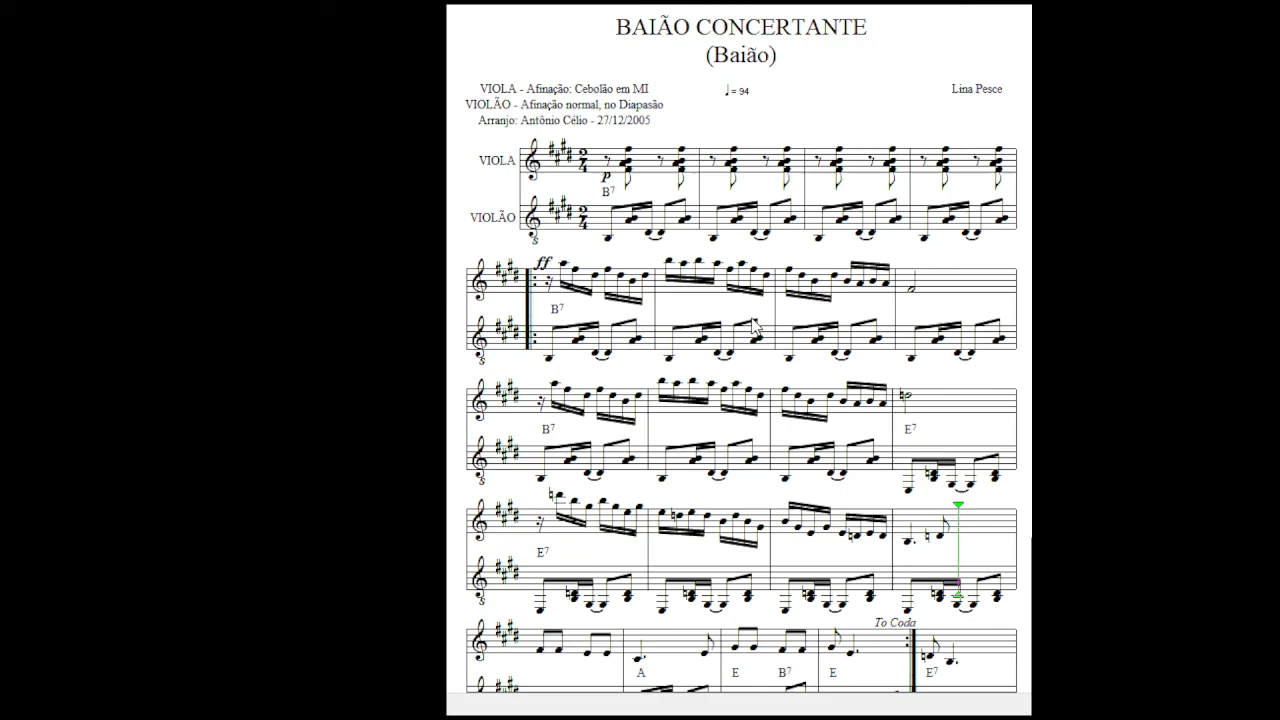 BAIÃO CONCERTANTE
(Baião)
VIOLA - Afinação: Cebolão em MI
♩= 94
Lina Pesce
VIOLÃO - Afinação normal, no Diapasão
Arranjo: Antônio Célio - 27/12/2005
VIOLA
p
B7
VIOLÃO
ff
B7
B7
E7
E7
To Coda
A E B7 E E7